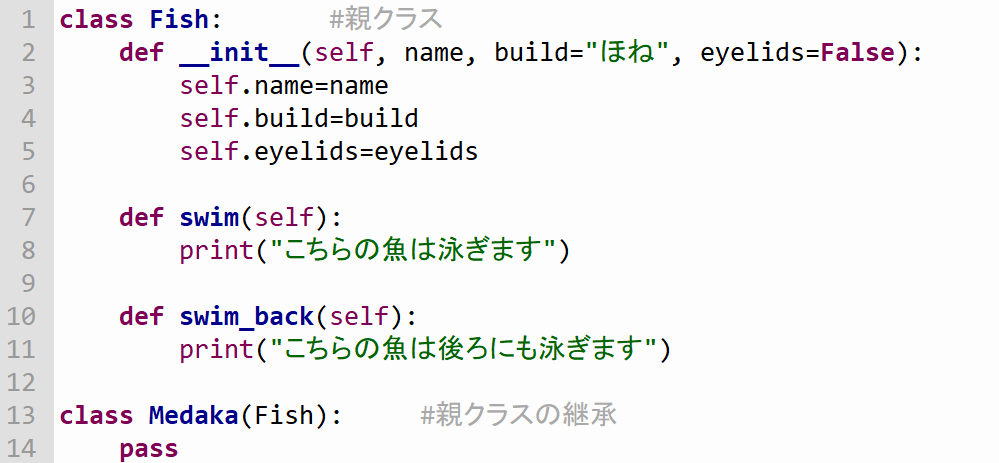 1 class Fish: #親クラス
2 def __init__(self, name, build="ほね", eyelids=False):
3 self.name=name
4 self.build=build
5 self.eyelids=eyelids
6
7 def swim(self):
8 print("こちらの魚は泳ぎます")
9
10 def swim_back(self):
11 print("こちらの魚は後ろにも泳ぎます")
12
13 class Medaka(Fish): #親クラスの継承
14 pass